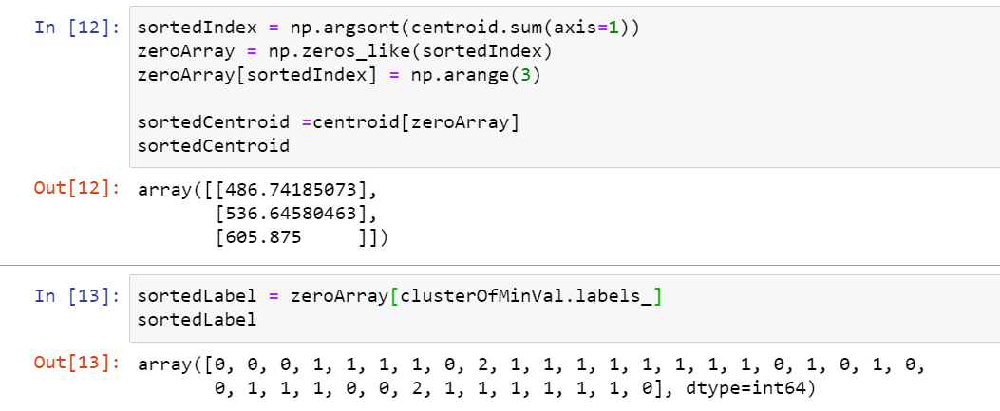 In [12]: sortedIndex = np.argsort(centroid.sum(axis=1))
zeroArray = np.zeros_like(sortedIndex)
zeroArray[sortedIndex] = np.arange(3)
sortedCentroid =centroid[zeroArray]
sortedCentroid
Out[12]: array([[486.74185073],
[536.64580463],
[605.875     ]])
In [13]: sortedLabel = zeroArray[clusterOfMinVal.labels_]
sortedLabel
Out[13]: array([0, 0, 0, 1, 1, 1, 1, 0, 2, 1, 1, 1, 1, 1, 1, 1, 1, 0, 1, 0, 1, 0,
0, 1, 1, 1, 0, 0, 2, 1, 1, 1, 1, 1, 1, 0], dtype=int64)